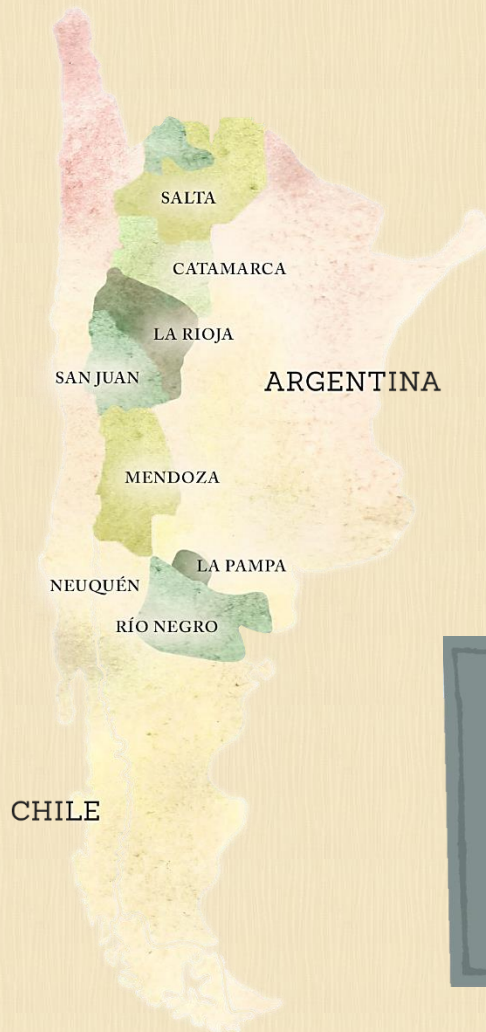 SALTA
CATAMARCA
LA RIOJA
SAN JUAN
ARGENTINA
MENDOZA
LA PAMPA
NEUQUÉN
RÍO NEGRO
CHILE